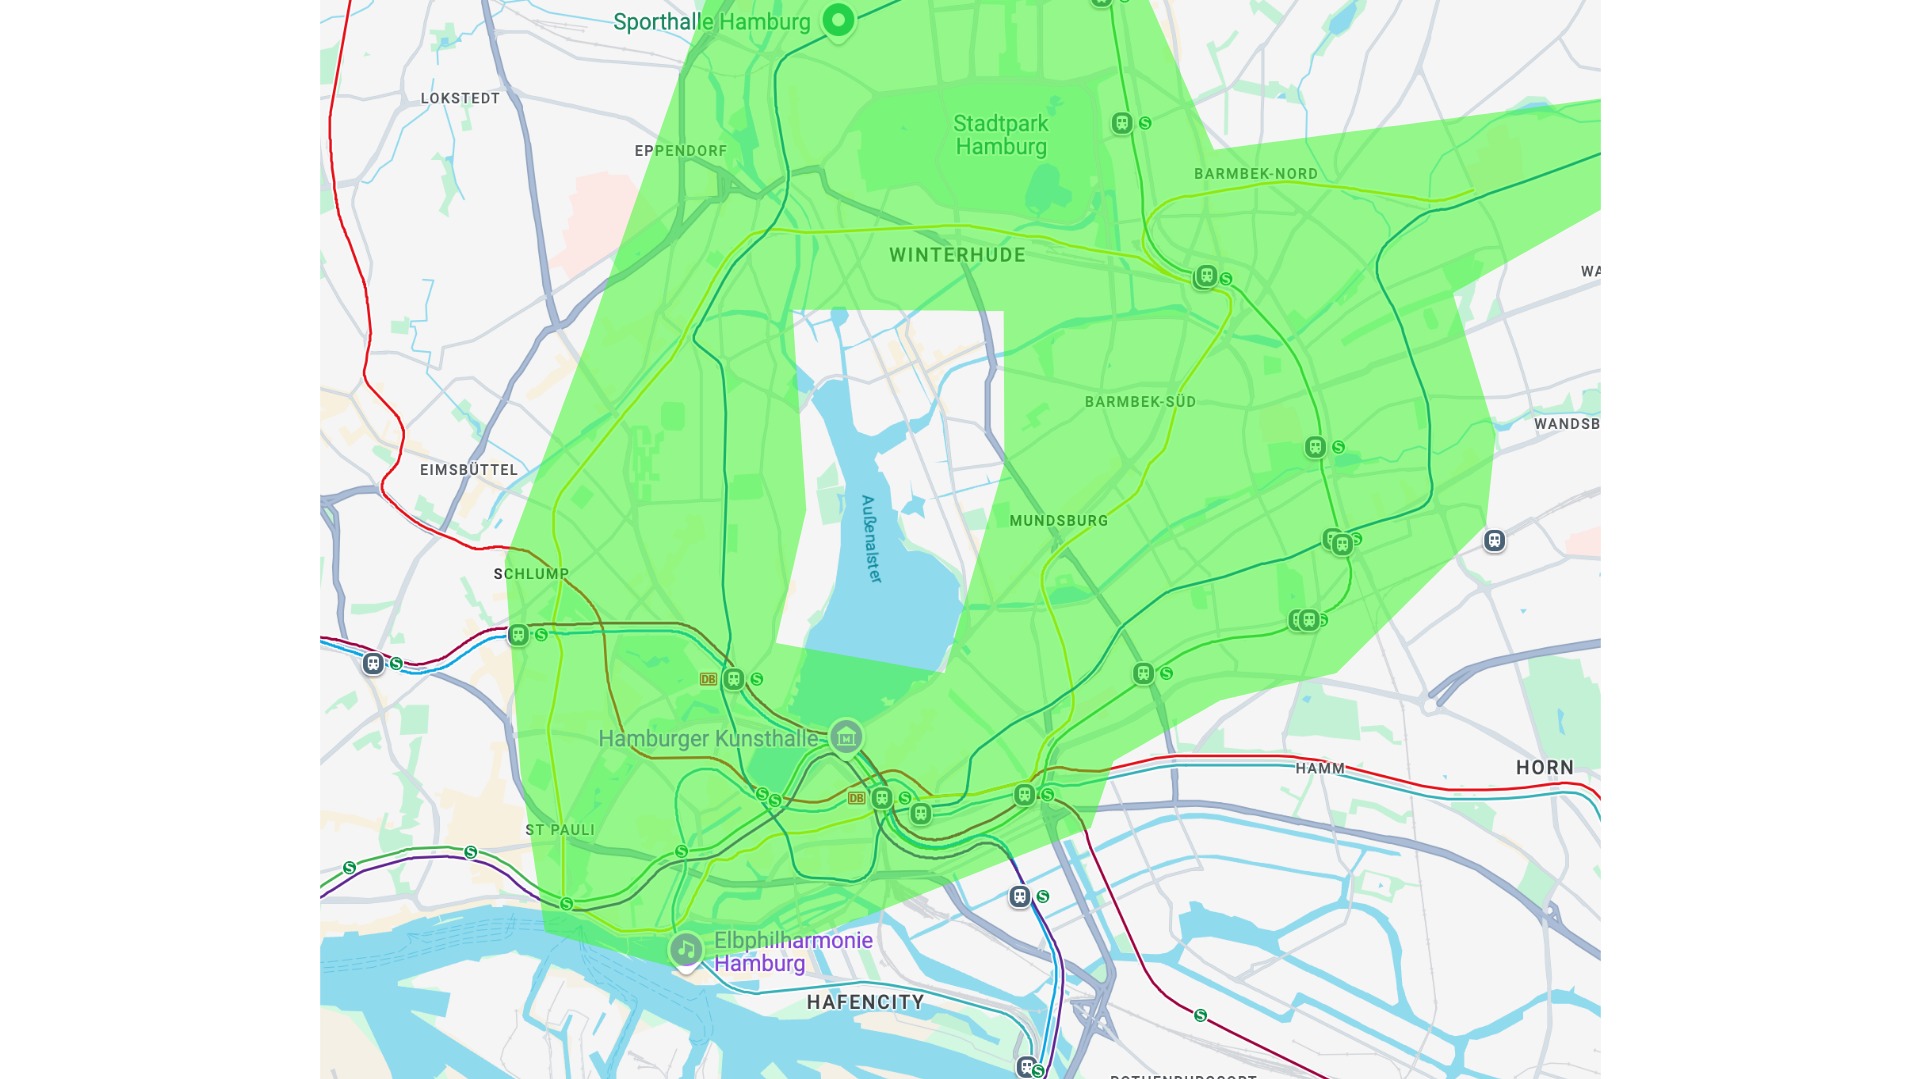 Sporthalle Hamburg
LOKSTEDT
Stadtpark
Hamburg
EPPENDORF
BARMBEK-NORD
WINTERHUDE
WA
BARMBEK-SÜD
WANDSB
EIMSBÜTTEL
Außenalster
MUNDSBURG
SCHLUMP
DB
Hamburger Kunsthalle
HAMM
HORN
DB
ST PAULI
Elbphilharmonie
Hamburg
HAFENCITY
ROTHENBURGSORT